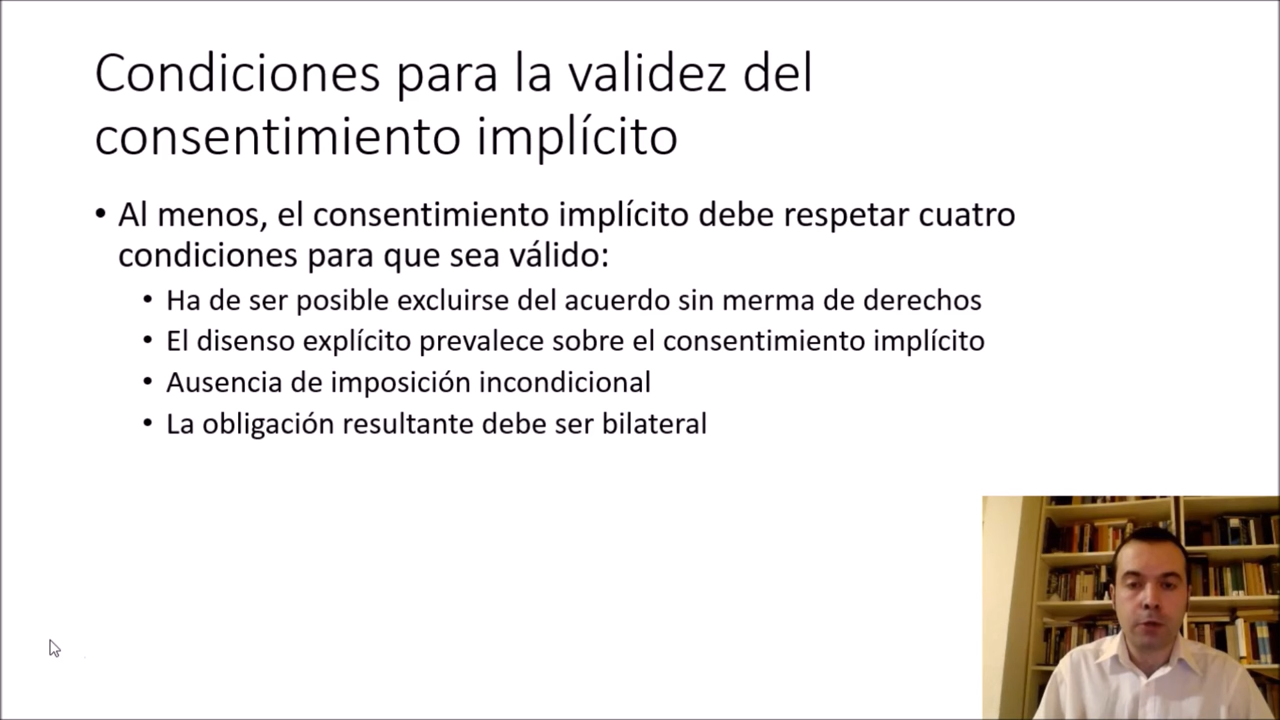 Condiciones para la validez del
consentimiento implícito
• Al menos, el consentimiento implícito debe respetar cuatro
condiciones para que sea válido:
• Ha de ser posible excluirse del acuerdo sin merma de derechos
• El disenso explícito prevalece sobre el consentimiento implícito
• Ausencia de imposición incondicional
• La obligación resultante debe ser bilateral